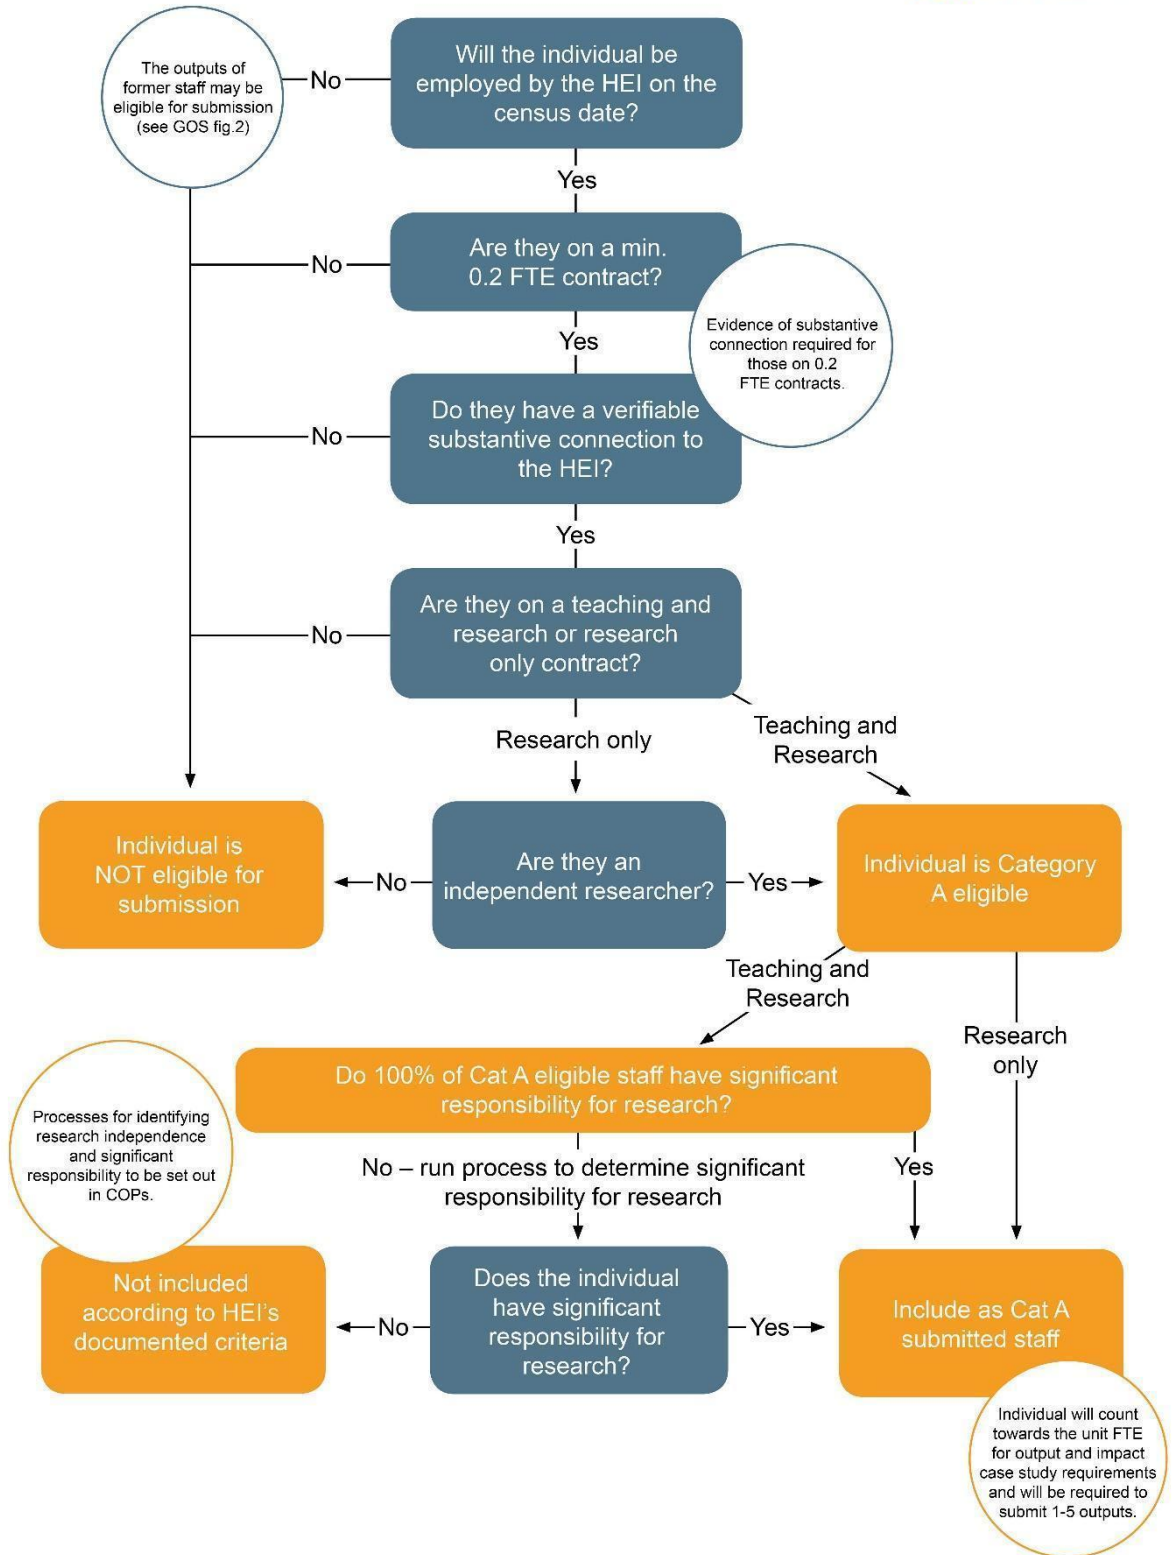 The outputs of
former staff may be
eligible for submission
(see GOS fig.2)
No
Will the individual be
employed by the HEI on the
census date?
Yes
No
Are they on a min.
0.2 FTE contract?
Evidence of substantive
connection required for
those on 0.2
FTE contracts.
Yes
No
Do they have a verifiable
substantive connection to
the HEI?
Yes
No
Are they on a teaching and
research or research
only contract?
Research only
Teaching and
Research
Individual is
NOT eligible for
submission
No
Are they an
independent researcher?
Yes
Individual is Category
A eligible
Teaching and
Research
Research
only
Do 100% of Cat A eligible staff have significant
responsibility for research?
Processes for identifying
research independence
and significant
responsibility to be set out
in COPs.
No – run process to determine significant
responsibility for research
Yes
Not included
according to HEI's
documented criteria
No
Does the individual
have significant
responsibility for
research?
Yes
Include as Cat A
submitted staff
Individual will count
towards the unit FTE
for output and impact
case study requirements
and will be required to
submit 1-5 outputs.